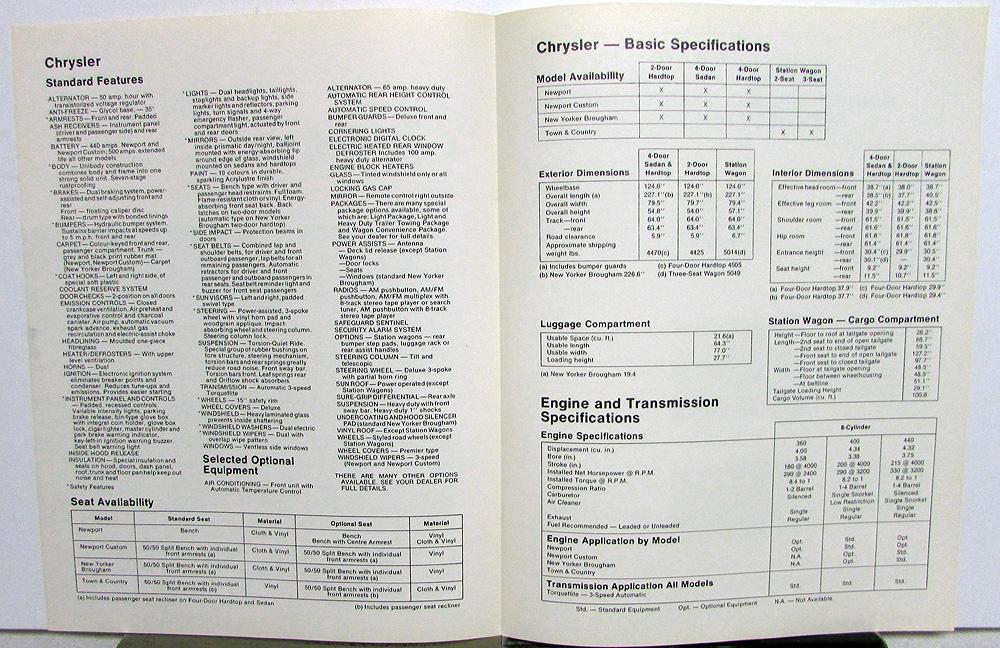 Chrysler
Standard Features
ALTERNATOR — 50 amp. hour with
transistorized voltage regulator
ANTI-FREEZE — Glycol base, — 35°
*ARMRESTS — Front and rear. Padded
ASH RECEIVERS — Instrument panel
(driver and passenger side) and rear
armrests
BATTERY — 440 amps. Newport and
Newport Custom; 500 amps. extended
life all other models
*BODY — Unibody construction
combines body and frame into one
strong solid unit. Seven-stage
rustproofing
*BRAKES — Dual braking system, power-
assisted and self-adjusting front and
rear
Front — floating caliper disc
Rear — drum type with bonded linings
*BUMPERS — Hydraulic bumper system.
Sustains barrier impacts at speeds up
to 5 m.p.h. front and rear
CARPET — Colour-keyed front and rear,
passenger compartment. Trunk —
grey and black print rubber mat.
(Newport, Newport Custom) — Carpet
(New Yorker Brougham)
*COAT HOOKS — Left and right side, of
special soft plastic
COOLANT RESERVE SYSTEM
DOOR CHECKS — 2-position on all doors
EMISSION CONTROLS — Closed
crankcase ventilation. Air preheat and
evaporative control and charcoal
canister. Air pump, automatic vacuum
spark advance, exhaust gas
recirculation and electric assist choke
HEADLINING — Moulded one-piece
fibreglass
HEATER/DEFROSTERS — With upper
level ventilation
HORNS — Dual
IGNITION — Electronic ignition system
eliminates breaker points and
condenser. Reduces tune-ups and
emissions. Provides easier starting
*INSTRUMENT PANEL AND CONTROLS
— Padded, recessed controls.
Variable intensity lights, parking
brake release, bin-type glove box
with integral coin holder, glove box
lock, cigar lighter, master cylinder and
park brake warning indicator,
key-left-in ignition warning buzzer.
Seat belt warning light
INSIDE HOOD RELEASE
INSULATION — Special insulation and
seals on hood, doors, dash panel,
roof, trunk and floor pan help keep out
noise and heat
*Safety Features
*LIGHTS — Dual headlights, taillights,
stoplights and backup lights, side
marker lights and reflectors, parking
lights, turn signals and 4-way
emergency flasher, passenger
compartment light, actuated by front
and rear doors
*MIRRORS — Outside rear view, left
inside prismatic day/night, balljoint
mounted with energy-absorbing lip
around edge of glass, windshield
mounted on sedans and hardtops
PAINT — 19 colours in durable,
sparkling Acrylustre finish
*SEATS — Bench type with driver and
passenger head restraints. Full foam.
Flame-resistant cloth or vinyl. Energy-
absorbing front seat back. Back
latches on two-door models
(automatic type on New Yorker
Brougham two-door hardtop)
*SIDE IMPACT — Protection beams in
doors
*SEAT BELTS — Combined lap and
shoulder belts, for driver and front
outboard passenger, lap belts for all
remaining passengers. Automatic
retractors for driver and front
passenger and outboard passengers in
rear seats. Seat belt reminder light and
buzzer for front seat passengers
*SUN VISORS — Left and right, padded
swivel type
*STEERING — Power-assisted, 3-spoke
wheel with vinyl horn pad and
woodgrain applique. Impact-
absorbing wheel and steering column.
Steering column lock.
SUSPENSION — Torsion-Quiet Ride.
Special group of rubber bushings on
fore structure, steering mechanism,
torsion bars and rear springs greatly
reduce road noise. Front sway bar.
Torsion bars front. Leaf springs rear
and Oriflow shock absorbers
TRANSMISSION — Automatic 3-speed
Torqueflite
*WHEELS — 15" safety rim
WHEEL COVERS — Deluxe
*WINDSHIELD — Heavy laminated glass
prevents inside shattering
*WINDSHIELD WASHERS — Dual electric
*WINDSHIELD WIPERS — Dual with
overlap wipe pattern
WINDOWS — Ventless side windows
Selected Optional
Equipment
AIR CONDITIONING — Front unit with
Automatic Temperature Control
ALTERNATOR — 65 amp. heavy duty
AUTOMATIC REAR HEIGHT CONTROL
SYSTEM
AUTOMATIC SPEED CONTROL
BUMPER GUARDS — Deluxe front and
rear
CORNERING LIGHTS
ELECTRONIC DIGITAL CLOCK
ELECTRIC HEATED REAR WINDOW
DEFROSTER Includes 100 amp.
heavy duty alternator
ENGINE BLOCK HEATERS
GLASS — Tinted windshield only or all
windows
LOCKING GAS CAP
MIRROR — Remote control right outside
PACKAGES — There are many special
package options available, some of
which are: Light Package, Light and
Heavy Duty Trailer Towing Package
and Wagon Convenience Package.
See your dealer for full details.
POWER ASSISTS — Antenna
— Deck lid release (except Station
Wagons)
— Door locks
— Seats
— Windows (standard New Yorker
Brougham)
RADIOS — AM pushbutton, AM/FM
pushbutton, AM/FM multiplex with
8-track stereo tape player or search
tuner, AM pushbutton with 8-track
stereo tape player
SAFEGUARD SENTINEL
SECURITY ALARM SYSTEM
OPTIONS — Station wagons — rear
bumper step pads, luggage rack or
rear assist handles
STEERING COLUMN — Tilt and
telescopic
STEERING WHEEL — Deluxe 3-spoke
with partial horn ring
SUN ROOF — Power operated (except
Station Wagons)
SURE-GRIP DIFFERENTIAL — Rear axle
SUSPENSION — Heavy duty with front
sway bar. Heavy-duty 1" shocks
UNDERCOATING AND HOOD SILENCER
PAD (standard New Yorker Brougham)
VINYL ROOF — Except Station Wagons
WHEELS — Styled road wheels (except
Station Wagons)
WHEEL COVERS — Premier type
WINDSHIELD WIPERS — 3-speed
(Newport and Newport Custom)
THERE ARE MANY OTHER OPTIONS
AVAILABLE. SEE YOUR DEALER FOR
FULL DETAILS.
Seat Availability
Model Standard Seat Material Optional Seat Material
Newport Bench Cloth & Vinyl Bench Vinyl
Bench with Centre Armrest Cloth & Vinyl
Newport Custom 50/50 Split Bench with individual front armrests (a) Cloth & Vinyl 50/50 Split Bench with individual front armrests (a) Vinyl
New Yorker Brougham 50/50 Split Bench with individual front armrests (a) Cloth & Vinyl 50/50 Split Bench with individual front armrests (a) Vinyl
Town & Country 50/50 Split Bench with individual front armrests (b) Vinyl 50/50 Split Bench with individual front armrests (b) Cloth & Vinyl
(a) Includes passenger seat recliner on Four-Door Hardtop and Sedan
(b) Includes passenger seat recliner
Chrysler — Basic Specifications
Model Availability
2-Door Hardtop 4-Door Sedan 4-Door Hardtop Station Wagon 2-Seat 3-Seat
Newport X X X
Newport Custom X X X
New Yorker Brougham X X X
Town & Country X X
Exterior Dimensions
4-Door Sedan & Hardtop 2-Door Hardtop Station Wagon
Wheelbase 124.0" 124.0" 124.0"
Overall length (a) 227.1"(b) 227.1"(b) 227.1"
Overall width 79.5" 79.7" 79.4"
Overall height 54.8" 54.0" 57.1"
Track—front 64.0" 64.0" 64.0"
—rear 63.4" 63.4" 63.4"
Road clearance 5.9" 5.9" 6.7"
Approximate shipping
weight lbs. 4470(c) 4425 5014(d)
(a) Includes bumper guards
(b) New Yorker Brougham 226.6"
(c) Four-Door Hardtop 4505
(d) Three-Seat Wagon 5049
Interior Dimensions
4-Door Sedan & Hardtop 2-Door Hardtop Station Wagon
Effective head room—front 38.7"(a) 38.0" 38.7"
—rear 38.5"(b) 37.7" 40.5"
Effective leg room—front 42.2" 42.2" 42.5"
—rear 39.9" 39.9" 38.6"
Shoulder room —front 61.5" 61.5" 61.5"
—rear 61.6" 61.6" 61.6"
Hip room —front 61.8" 61.8" 61.8"
—rear 61.4" 61.4" 61.4"
Entrance height —front 30.4"(c) 29.9" 30.5"
—rear 30.1"(d) — 30.4"
Seat height —front 9.2" 9.2" 9.2"
—rear 11.5" 10.7" 11.5"
(a) Four-Door Hardtop 37.9" (c) Four-Door Hardtop 29.9"
(b) Four-Door Hardtop 37.7" (d) Four-Door Hardtop 29.4"
Luggage Compartment
Usable Space (cu. ft.) 21.6(a)
Usable length 64.3"
Usable width 77.0"
Loading height 27.7"
(a) New Yorker Brougham 19.4
Station Wagon — Cargo Compartment
Height—Floor to roof at tailgate opening 26.2"
Length—2nd seat to end of open tailgate 86.7"
—2nd seat to closed tailgate 59.5"
—Front seat to end of open tailgate 127.2"
—Front seat to closed tailgate 97.7"
Width —Floor at tailgate opening 48.5"
—Floor between wheelhousing 48.5"
—At beltline 51.1"
Tailgate Loading Height 29.1"
Cargo Volume (cu. ft.) 100.6
Engine and Transmission
Specifications
Engine Specifications
8-Cylinder
360 400 440
Displacement (cu. in.)
Bore (in.) 4.00 4.34 4.32
Stroke (in.) 3.58 3.38 3.75
Installed Net Horsepower @ R.P.M. 180 @ 4000 200 @ 4000 215 @ 4000
Installed Torque @ R.P.M. 290 @ 2400 290 @ 3200 330 @ 3200
Compression Ratio 8.4 to 1 8.2 to 1 8.2 to 1
Carburetor 1-2 Barrel 1-4 Barrel 1-4 Barrel
Air Cleaner Silenced Single Snorkel Silenced
Low Restriction Single Snorkel
Exhaust Single Single Single
Fuel Recommended — Leaded or Unleaded Regular Regular Regular
Engine Application by Model
Newport Opt. Std. Opt.
Newport Custom Opt. Std. Opt.
New Yorker Brougham N.A. Opt. Std.
Town & Country N.A. Opt. Std.
Transmission Application All Models
Torqueflite — 3-Speed Automatic Std. Std. Std.
Std. — Standard Equipment Opt. — Optional Equipment N.A. — Not Available